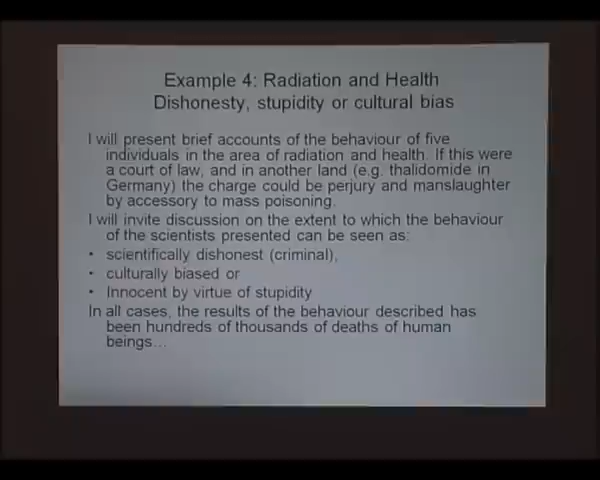 Example 4: Radiation and Health
Dishonesty, stupidity or cultural bias
I will present brief accounts of the behaviour of five
individuals in the area of radiation and health. If this were
a court of law, and in another land (e.g. thalidomide in
Germany) the charge could be perjury and manslaughter
by accessory to mass poisoning.
I will invite discussion on the extent to which the behaviour
of the scientists presented can be seen as:
• scientifically dishonest (criminal),
• culturally biased or
• Innocent by virtue of stupidity
In all cases, the results of the behaviour described has
been hundreds of thousands of deaths of human
beings…